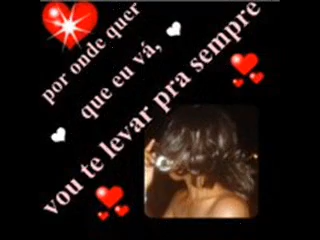 por onde quer
que eu vá,
vou te levar pra sempre